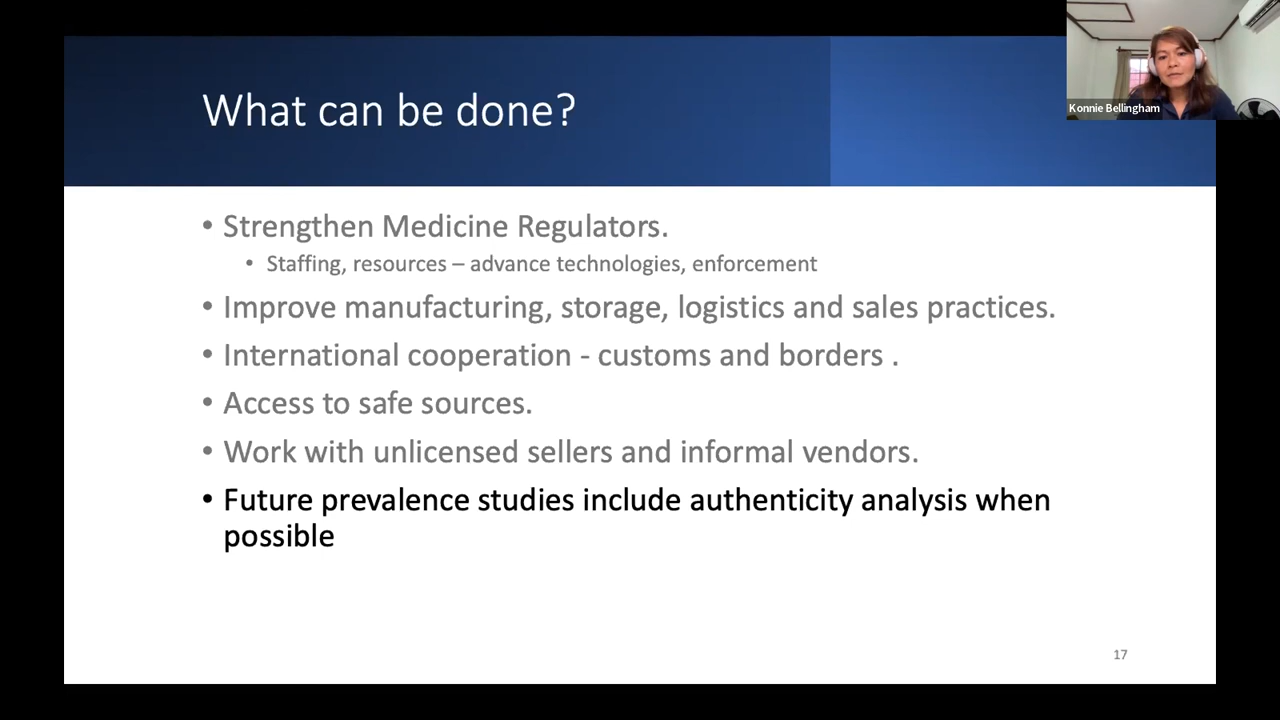 What can be done?
Konnie Bellingham
• Strengthen Medicine Regulators.
• Staffing, resources – advance technologies, enforcement
• Improve manufacturing, storage, logistics and sales practices.
• International cooperation - customs and borders .
• Access to safe sources.
• Work with unlicensed sellers and informal vendors.
• Future prevalence studies include authenticity analysis when
possible
17